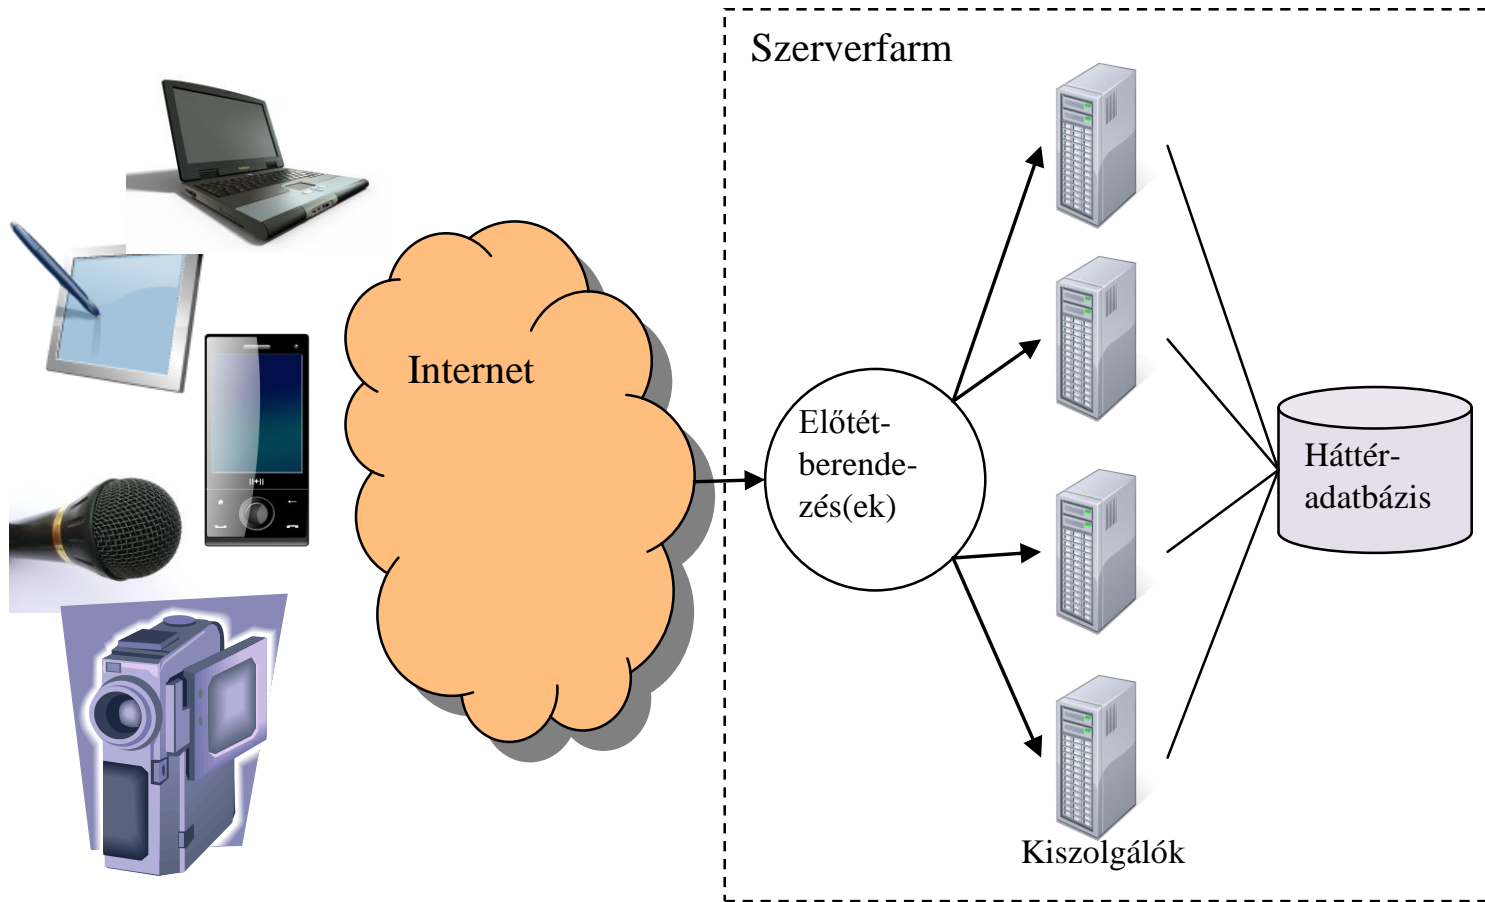 Szerverfarm
Internet
Előtét-
berende-
zés(ek)
Háttér-
adatbázis
Kiszolgálók